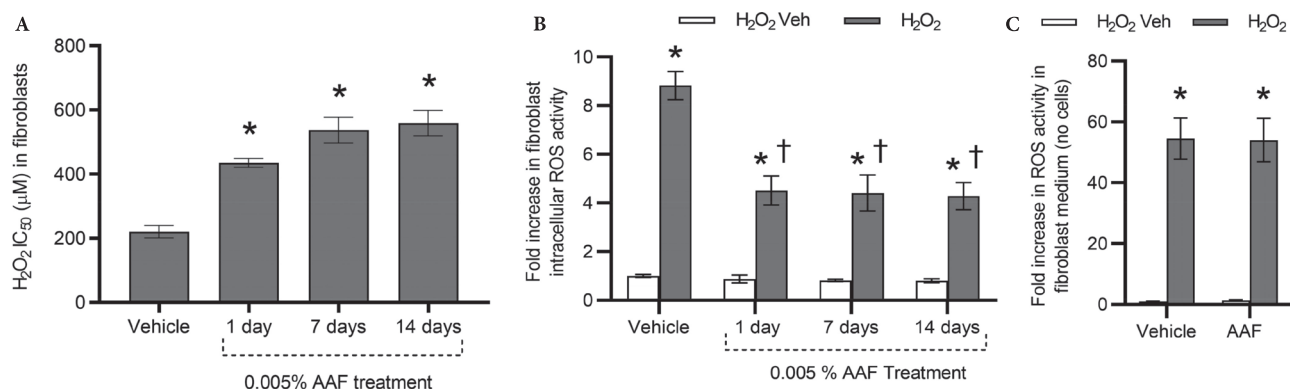 A
H₂O₂ IC₅₀ (μM) in fibroblasts
800
600
400
200
0
*
*
*
Vehicle
1 day
7 days
14 days
0.005% AAF treatment
B
H₂O₂ Veh
H₂O₂
Fold increase in fibroblast
intracellular ROS activity
10
8
6
4
2
0
*
* †
* †
* †
Vehicle
1 day
7 days
14 days
0.005 % AAF Treatment
C
H₂O₂ Veh
H₂O₂
Fold increase in ROS activity in
fibroblast medium (no cells)
80
60
40
20
0
*
*
Vehicle
AAF